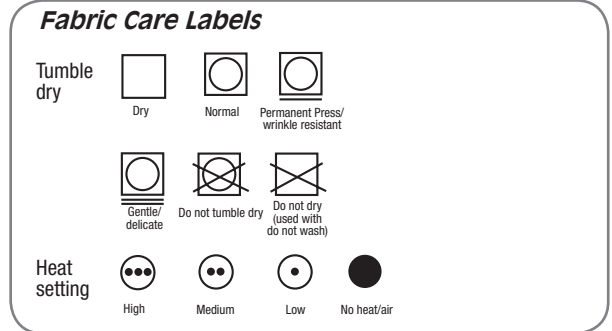 Fabric Care Labels
Tumble
dry
Dry
Normal
Permanent Press/
wrinkle resistant
Gentle/
delicate
Do not tumble dry
Do not dry
(used with
do not wash)
Heat
setting
High
Medium
Low
No heat/air